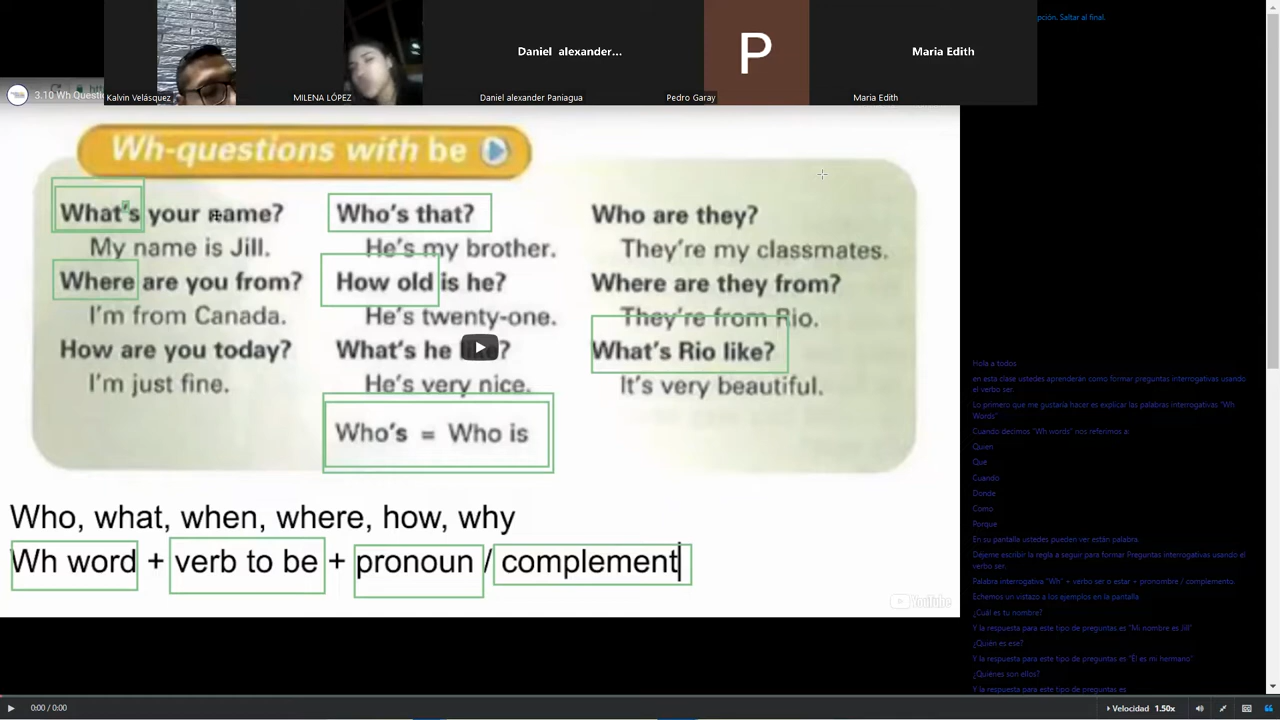 pción. Saltar al final.
Daniel alexander...
P
Maria Edith
Kalvin Velásquez
MILENA LÓPEZ
Daniel alexander Paniagua
Pedro Garay
Maria Edith
3.10 Wh Questi
Wh-questions with be
What's your name?
My name is Jill.
Where are you from?
I'm from Canada.
How are you today?
I'm just fine.
Who's that?
He's my brother.
How old is he?
He's twenty-one.
What's he like?
He's very nice.
Who's = Who is
Who are they?
They're my classmates.
Where are they from?
They're from Rio.
What's Rio like?
It's very beautiful.
Who, what, when, where, how, why
Wh word + verb to be + pronoun / complement
YouTube
Hola a todos
en esta clase ustedes aprenderán como formar preguntas interrogativas usando
el verbo ser.
Lo primero que me gustaría hacer es explicar las palabras interrogativas "Wh
Words"
Cuando decimos "Wh words" nos referimos a:
Quien
Que
Cuando
Donde
Como
Porque
En su pantalla ustedes pueden ver están palabra.
Déjeme escribir la regla a seguir para formar Preguntas interrogativas usando el
verbo ser.
Palabra interrogativa "Wh" + verbo ser o estar + pronombre / complemento.
Echemos un vistazo a los ejemplos en la pantalla
¿Cuál es tu nombre?
Y la respuesta para este tipo de preguntas es "Mi nombre es Jill"
¿Quién es ese?
Y la respuesta para este tipo de preguntas es "Él es mi hermano"
¿Quiénes son ellos?
Y la respuesta para este tipo de preguntas es
0:00 / 0:00
Velocidad 1.50x